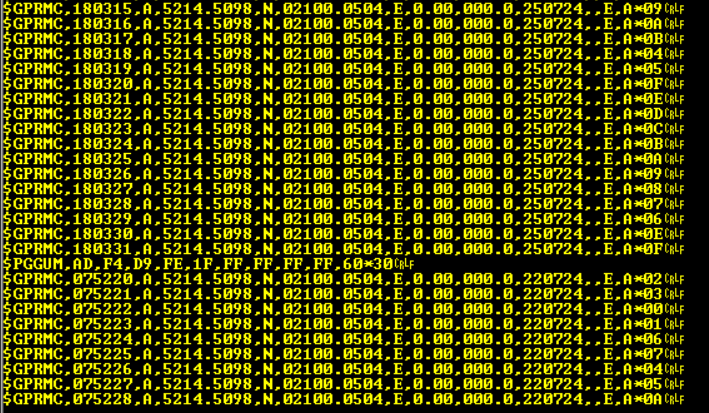 $GPRMC,180315,A,5214.5098,N,02100.0504,E,0.00,000.0,250724,,E,A*09CRLF
$GPRMC,180316,A,5214.5098,N,02100.0504,E,0.00,000.0,250724,,E,A*0ACRLF
$GPRMC,180317,A,5214.5098,N,02100.0504,E,0.00,000.0,250724,,E,A*0BCRLF
$GPRMC,180318,A,5214.5098,N,02100.0504,E,0.00,000.0,250724,,E,A*04CRLF
$GPRMC,180319,A,5214.5098,N,02100.0504,E,0.00,000.0,250724,,E,A*05CRLF
$GPRMC,180320,A,5214.5098,N,02100.0504,E,0.00,000.0,250724,,E,A*0FCRLF
$GPRMC,180321,A,5214.5098,N,02100.0504,E,0.00,000.0,250724,,E,A*0ECRLF
$GPRMC,180322,A,5214.5098,N,02100.0504,E,0.00,000.0,250724,,E,A*0DCRLF
$GPRMC,180323,A,5214.5098,N,02100.0504,E,0.00,000.0,250724,,E,A*0CCRLF
$GPRMC,180324,A,5214.5098,N,02100.0504,E,0.00,000.0,250724,,E,A*0BCRLF
$GPRMC,180325,A,5214.5098,N,02100.0504,E,0.00,000.0,250724,,E,A*0ACRLF
$GPRMC,180326,A,5214.5098,N,02100.0504,E,0.00,000.0,250724,,E,A*09CRLF
$GPRMC,180327,A,5214.5098,N,02100.0504,E,0.00,000.0,250724,,E,A*08CRLF
$GPRMC,180328,A,5214.5098,N,02100.0504,E,0.00,000.0,250724,,E,A*07CRLF
$GPRMC,180329,A,5214.5098,N,02100.0504,E,0.00,000.0,250724,,E,A*06CRLF
$GPRMC,180330,A,5214.5098,N,02100.0504,E,0.00,000.0,250724,,E,A*0ECRLF
$GPRMC,180331,A,5214.5098,N,02100.0504,E,0.00,000.0,250724,,E,A*0FCRLF
$PGGUM,AD,F4,D9,FE,1F,FF,FF,FF,FF,60*30CRLF
$GPRMC,075220,A,5214.5098,N,02100.0504,E,0.00,000.0,220724,,E,A*02CRLF
$GPRMC,075221,A,5214.5098,N,02100.0504,E,0.00,000.0,220724,,E,A*03CRLF
$GPRMC,075222,A,5214.5098,N,02100.0504,E,0.00,000.0,220724,,E,A*00CRLF
$GPRMC,075223,A,5214.5098,N,02100.0504,E,0.00,000.0,220724,,E,A*01CRLF
$GPRMC,075224,A,5214.5098,N,02100.0504,E,0.00,000.0,220724,,E,A*06CRLF
$GPRMC,075225,A,5214.5098,N,02100.0504,E,0.00,000.0,220724,,E,A*07CRLF
$GPRMC,075226,A,5214.5098,N,02100.0504,E,0.00,000.0,220724,,E,A*04CRLF
$GPRMC,075227,A,5214.5098,N,02100.0504,E,0.00,000.0,220724,,E,A*05CRLF
$GPRMC,075228,A,5214.5098,N,02100.0504,E,0.00,000.0,220724,,E,A*0ACRLF